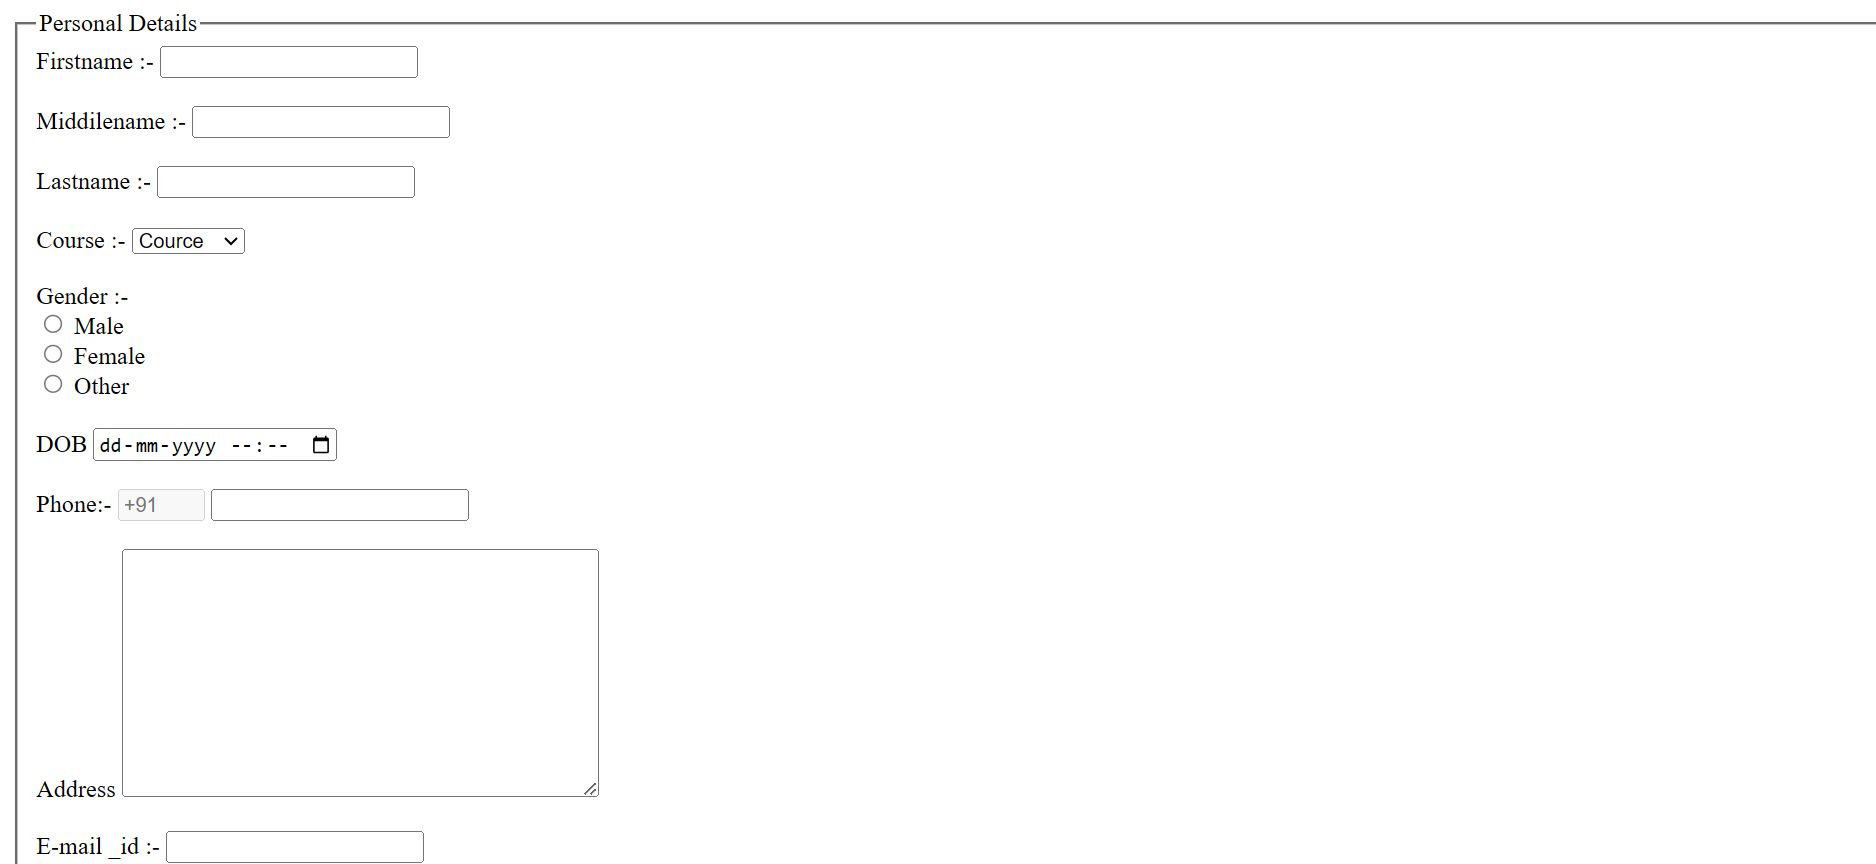 Personal Details
Firstname :-
Middilename :-
Lastname :-
Course :- Cource
Gender :-
Male
Female
Other
DOB dd-mm-yyyy --:--
Phone:- +91
Address
E-mail _id :-